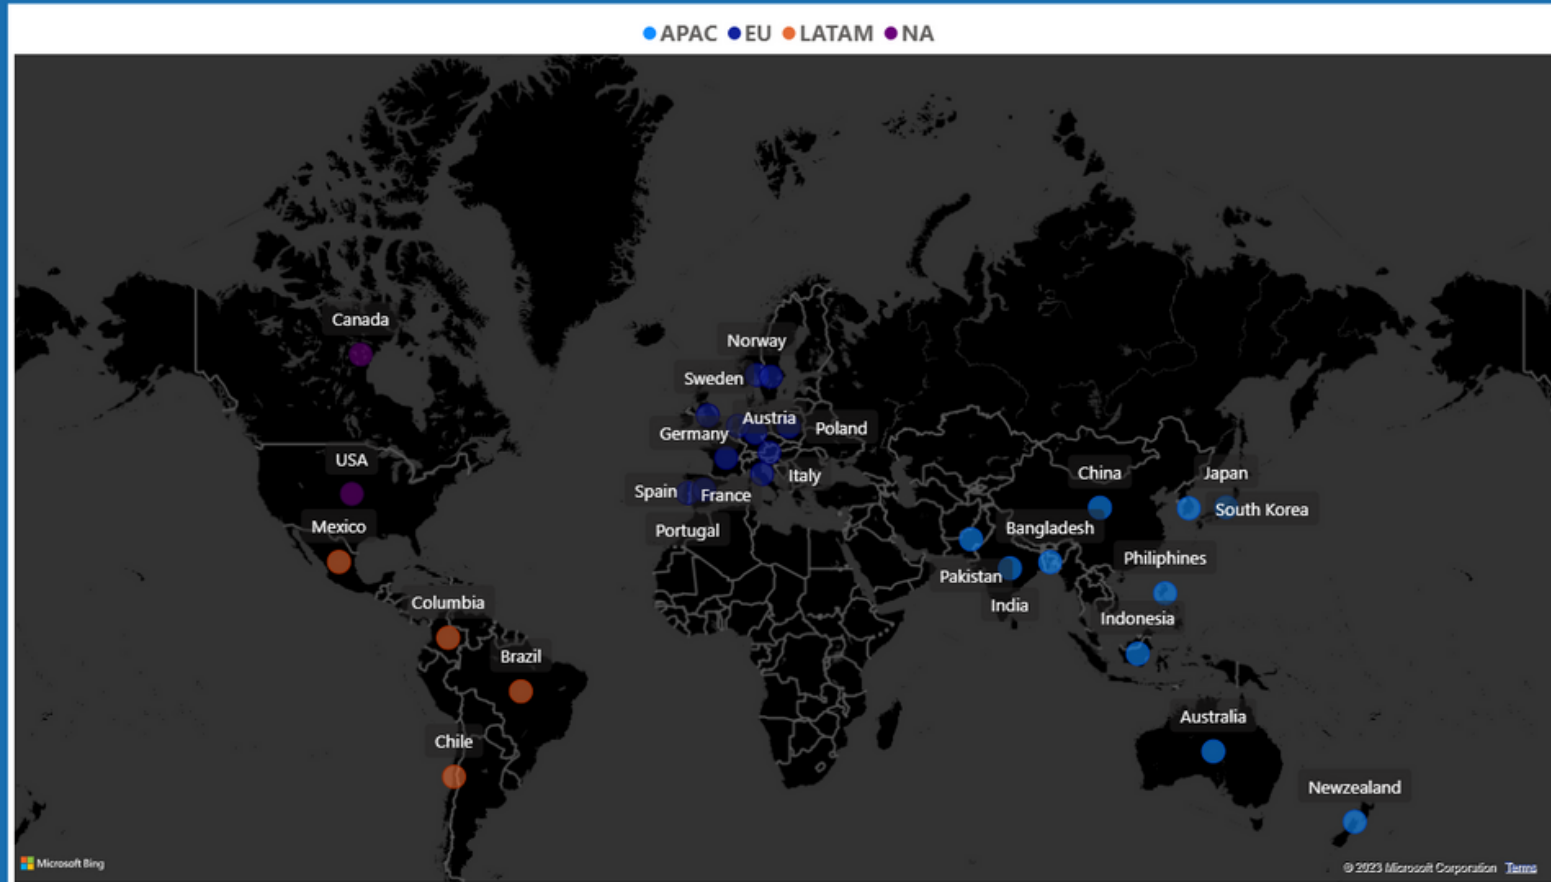 APAC EU LATAM NA
Canada
Norway
Sweden
Austria
Germany
Poland
USA
China
Japan
Italy
Spain
France
South Korea
Mexico
Bangladesh
Portugal
Philiphines
Pakistan
Columbia
India
Indonesia
Brazil
Australia
Chile
Newzealand
Microsoft Bing
© 2023 Microsoft Corporation Terms